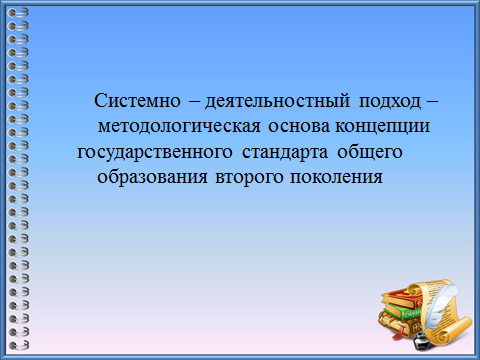 Системно – деятельностный подход –
методологическая основа концепции
государственного стандарта общего
образования второго поколения